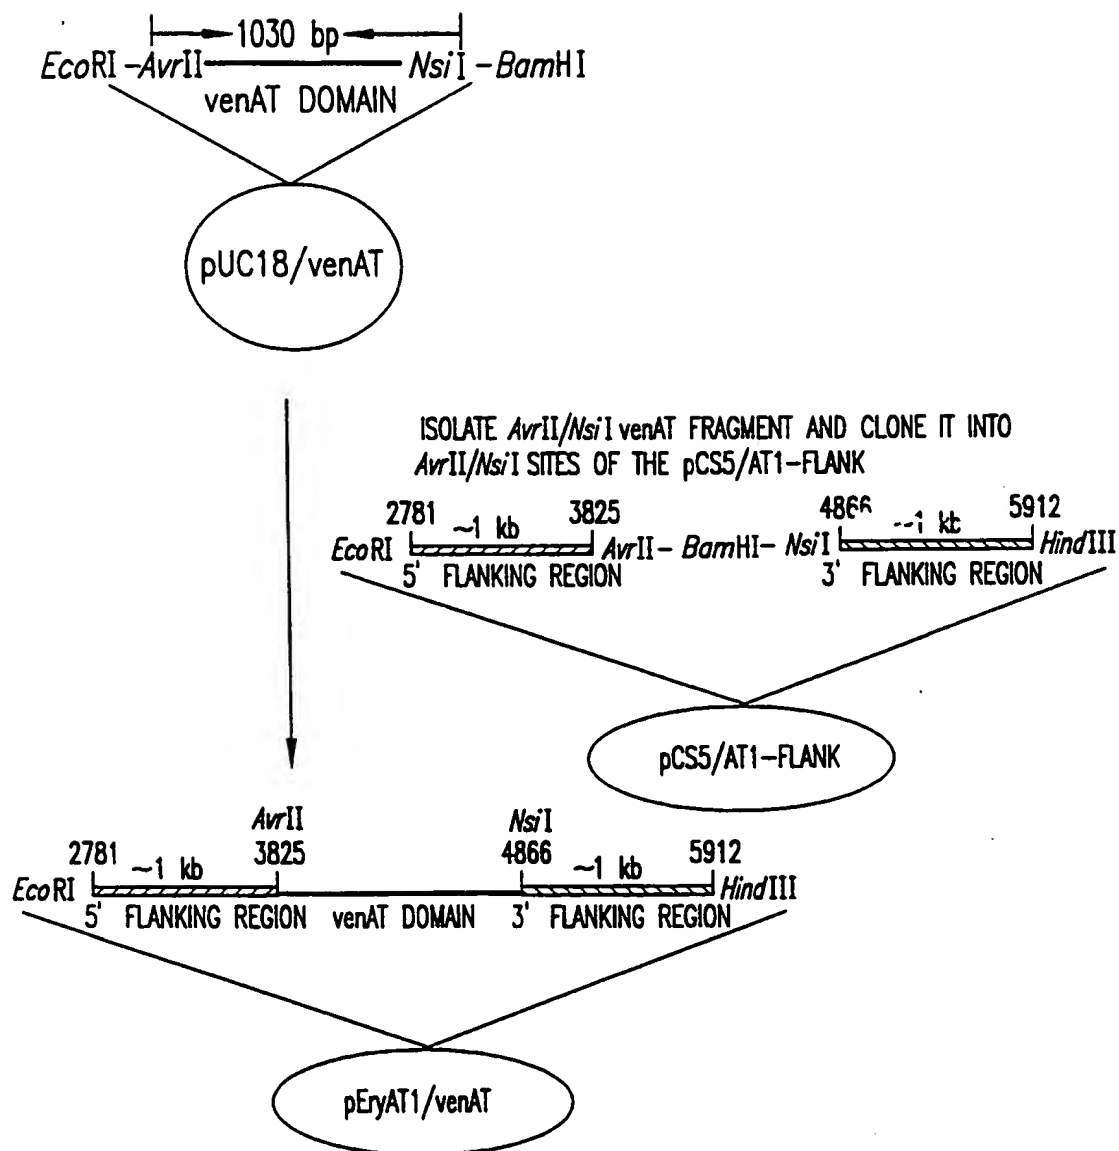 1030 bp
EcoRI -AvrII NsiI -BamHI
venAT DOMAIN
pUC18/venAT
ISOLATE AvrII/NsiI venAT FRAGMENT AND CLONE IT INTO
AvrII/NsiI SITES OF THE pCS5/AT1-FLANK
2781 ~1 kb 3825 4866 ~1 kb 5912
EcoRI AvrII - BamHI- NsiI HindIII
5' FLANKING REGION 3' FLANKING REGION
pCS5/AT1-FLANK
AvrII NsiI
2781 ~1 kb 3825 4866 ~1 kb 5912
EcoRI HindIII
5' FLANKING REGION venAT DOMAIN 3' FLANKING REGION
pEryAT1/venAT